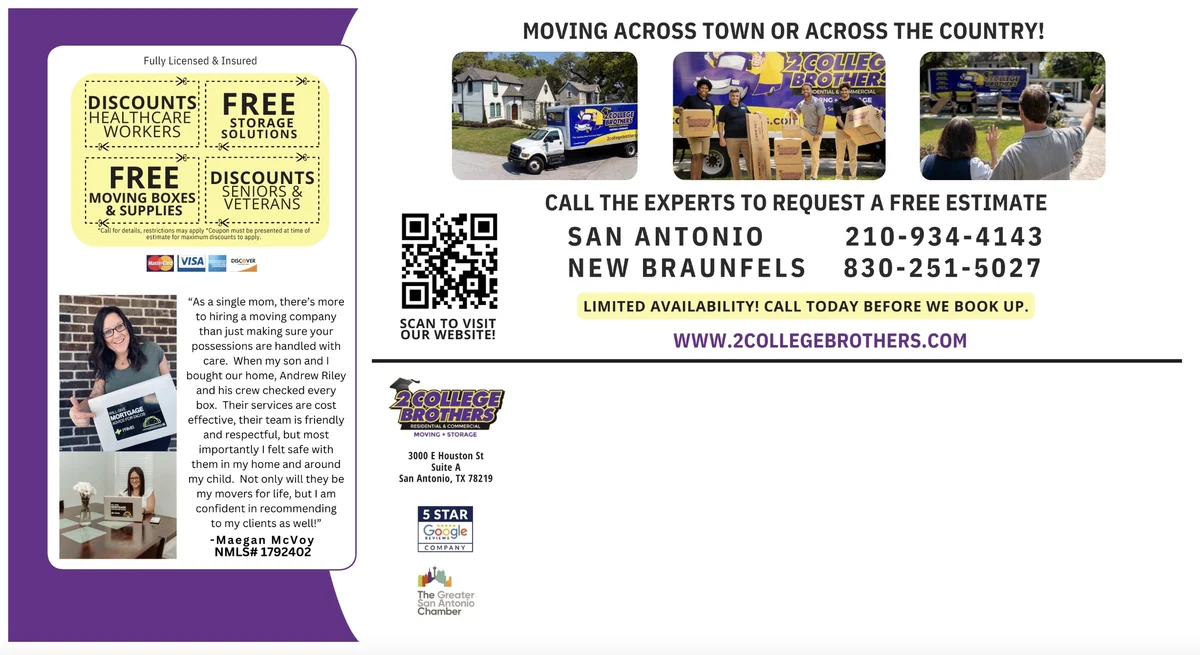 Fully Licensed & Insured
DISCOUNTS
HEALTHCARE
WORKERS
FREE
STORAGE
SOLUTIONS
FREE
MOVING BOXES
& SUPPLIES
DISCOUNTS
SENIORS &
VETERANS
*Call for details, restrictions may apply *Coupon must be presented at time of
estimate for maximum discounts to apply.
MasterCard VISA DISCOVER
MORTGAGE
“As a single mom, there’s more
to hiring a moving company
than just making sure your
possessions are handled with
care. When my son and I
bought our home, Andrew Riley
and his crew checked every
box. Their services are cost
effective, their team is friendly
and respectful, but most
importantly I felt safe with
them in my home and around
my child. Not only will they be
my movers for life, but I am
confident in recommending
to my clients as well!”
-Maegan McVoy
NMLS# 1792402
MOVING ACROSS TOWN OR ACROSS THE COUNTRY!
2COLLEGE
BROTHERS
2COLLEGE
BROTHERS
CALL THE EXPERTS TO REQUEST A FREE ESTIMATE
SAN ANTONIO 210-934-4143
NEW BRAUNFELS 830-251-5027
LIMITED AVAILABILITY! CALL TODAY BEFORE WE BOOK UP.
WWW.2COLLEGEBROTHERS.COM
SCAN TO VISIT
OUR WEBSITE!
2COLLEGE
BROTHERS
RESIDENTIAL & COMMERCIAL
MOVING + STORAGE
3000 E Houston St
Suite A
San Antonio, TX 78219
5 STAR
Google
REVIEWS
COMPANY
The Greater
San Antonio
Chamber